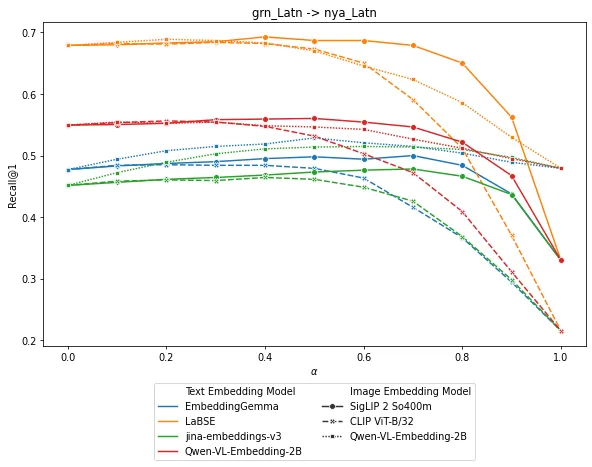 grn_Latn -> nya_Latn
Recall@1
0.7
0.6
0.5
0.4
0.3
0.2
0.0
0.2
0.4
0.6
0.8
1.0
α
Text Embedding Model
EmbeddingGemma
LaBSE
jina-embeddings-v3
Qwen-VL-Embedding-2B
Image Embedding Model
SigLIP 2 So400m
CLIP ViT-B/32
Qwen-VL-Embedding-2B